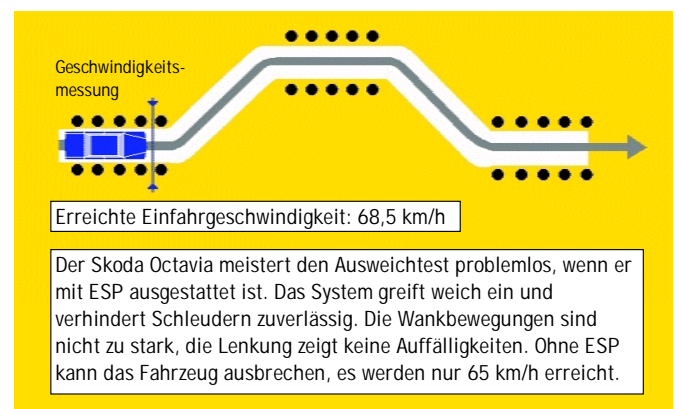 Geschwindigkeits-
messung
Erreichte Einfahrgeschwindigkeit: 68,5 km/h
Der Skoda Octavia meistert den Ausweichtest problemlos, wenn er
mit ESP ausgestattet ist. Das System greift weich ein und
verhindert Schleudern zuverlässig. Die Wankbewegungen sind
nicht zu stark, die Lenkung zeigt keine Auffälligkeiten. Ohne ESP
kann das Fahrzeug ausbrechen, es werden nur 65 km/h erreicht.